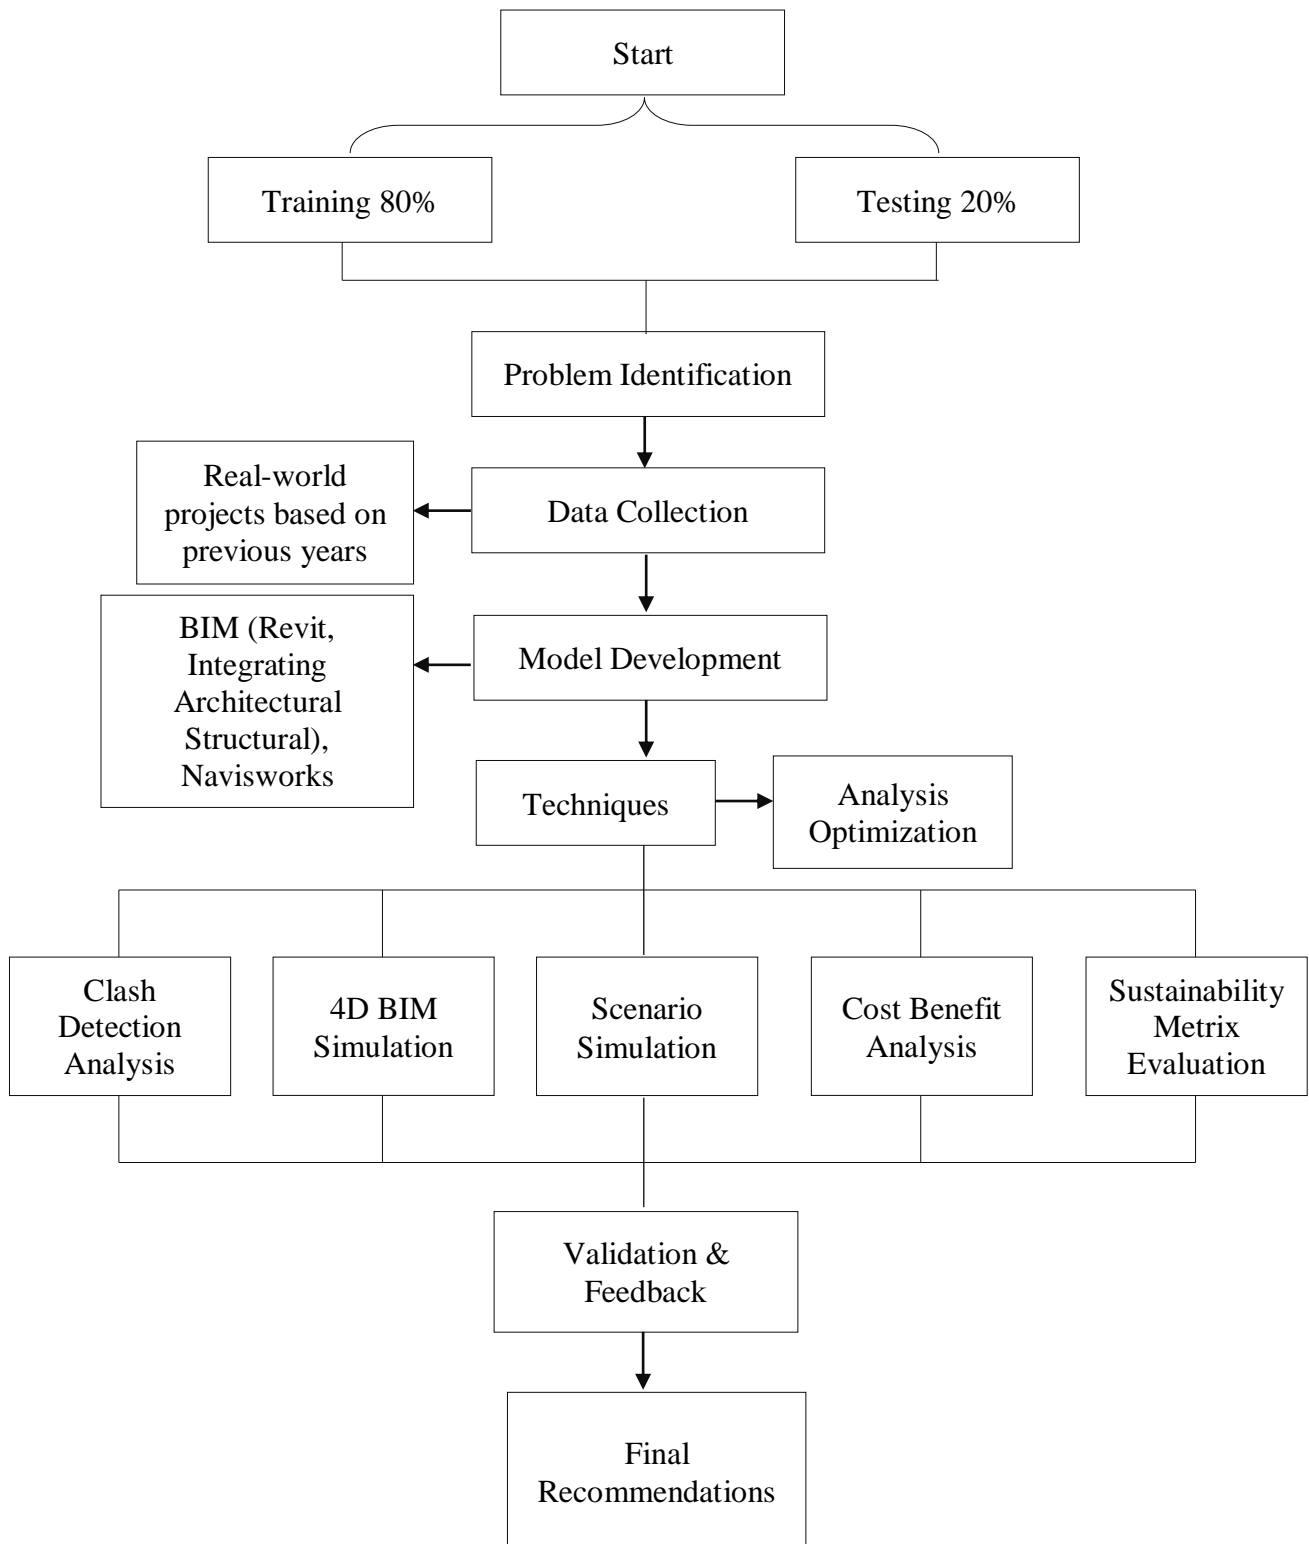 Start
Training 80%
Testing 20%
Problem Identification
Real-world
projects based on
previous years
Data Collection
BIM (Revit,
Integrating
Architectural
Structural),
Navisworks
Model Development
Techniques
Analysis
Optimization
Clash
Detection
Analysis
4D BIM
Simulation
Scenario
Simulation
Cost Benefit
Analysis
Sustainability
Metrix
Evaluation
Validation &
Feedback
Final
Recommendations